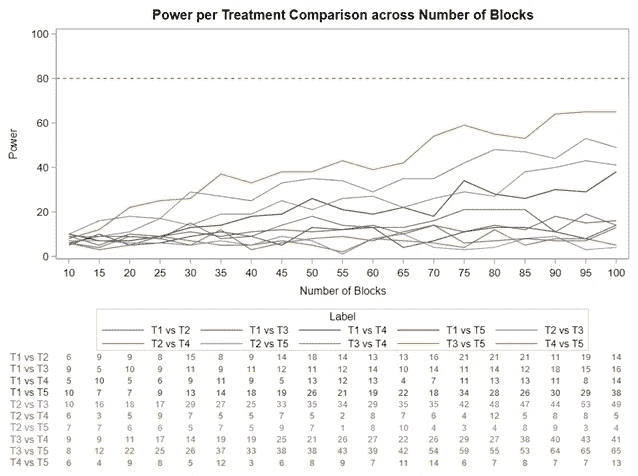 Power per Treatment Comparison across Number of Blocks
100
80
60
40
20
0
Power
10 15 20 25 30 35 40 45 50 55 60 65 70 75 80 85 90 95 100
Number of Blocks
Label
T1 vs T2 T1 vs T3 T1 vs T4 T1 vs T5 T2 vs T3
T2 vs T4 T2 vs T5 T3 vs T4 T3 vs T5 T4 vs T5
T1 vs T2 6 9 9 8 15 8 9 14 18 14 13 13 16 21 21 21 11 19 14
T1 vs T3 9 5 10 9 11 9 11 12 11 12 14 10 14 11 14 12 18 15 16
T1 vs T4 5 10 5 6 9 11 9 5 13 12 13 4 7 11 13 13 11 8 14
T1 vs T5 10 7 7 9 13 14 18 19 26 21 19 22 18 34 28 26 30 29 38
T2 vs T3 10 16 18 17 29 27 25 33 35 34 29 35 35 42 48 47 44 53 49
T2 vs T4 6 3 5 9 7 5 5 7 5 2 8 7 6 4 12 5 8 8 5
T2 vs T5 7 7 6 6 5 7 5 9 7 1 8 10 4 3 4 8 9 3 4
T3 vs T4 9 9 11 17 14 19 19 25 21 26 27 22 26 29 27 38 40 43 41
T3 vs T5 8 12 22 25 26 37 33 38 38 43 39 42 54 59 55 53 64 65 65
T4 vs T5 6 4 9 8 5 12 3 6 8 9 7 11 14 6 7 8 7 7 13